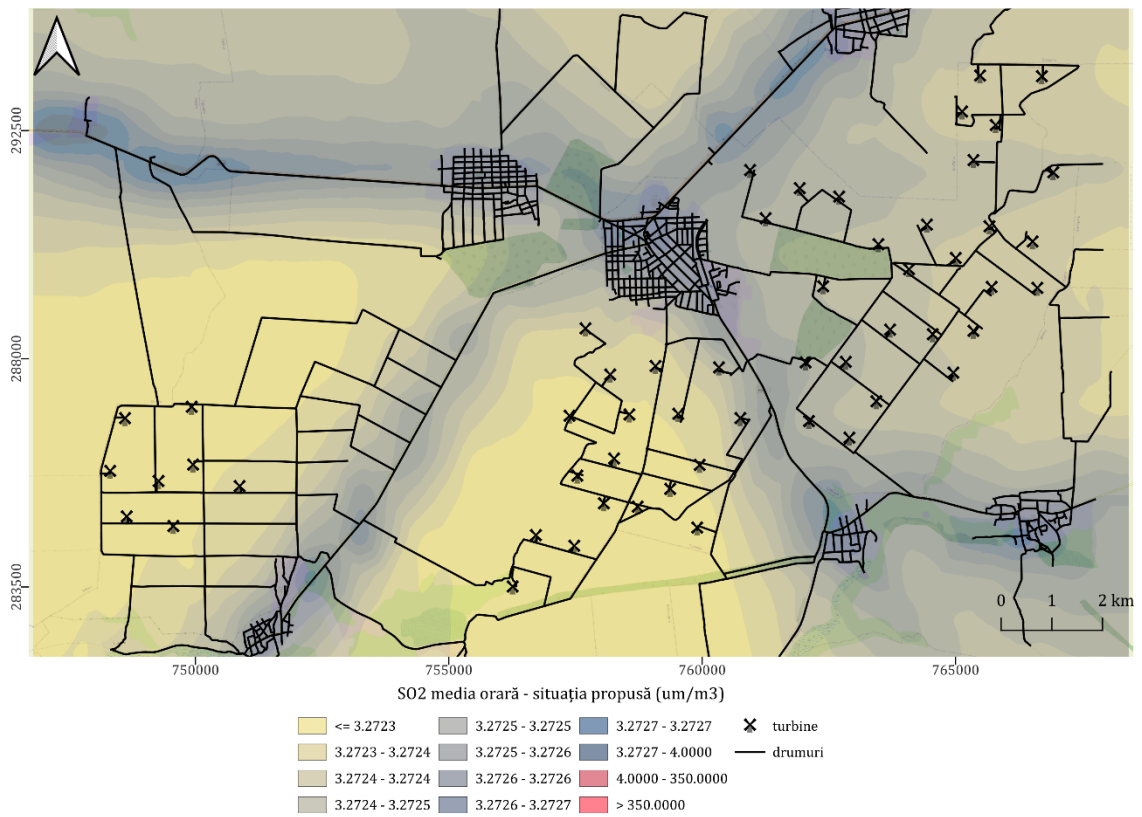 292500
288000
283500
0 1 2 km
750000 755000 760000 765000
SO2 media orară - situația propusă (um/m3)
<= 3.2723 3.2725 - 3.2725 3.2727 - 3.2727 turbine
3.2723 - 3.2724 3.2725 - 3.2726 3.2727 - 4.0000 drumuri
3.2724 - 3.2724 3.2726 - 3.2726 4.0000 - 350.0000
3.2724 - 3.2725 3.2726 - 3.2727 > 350.0000